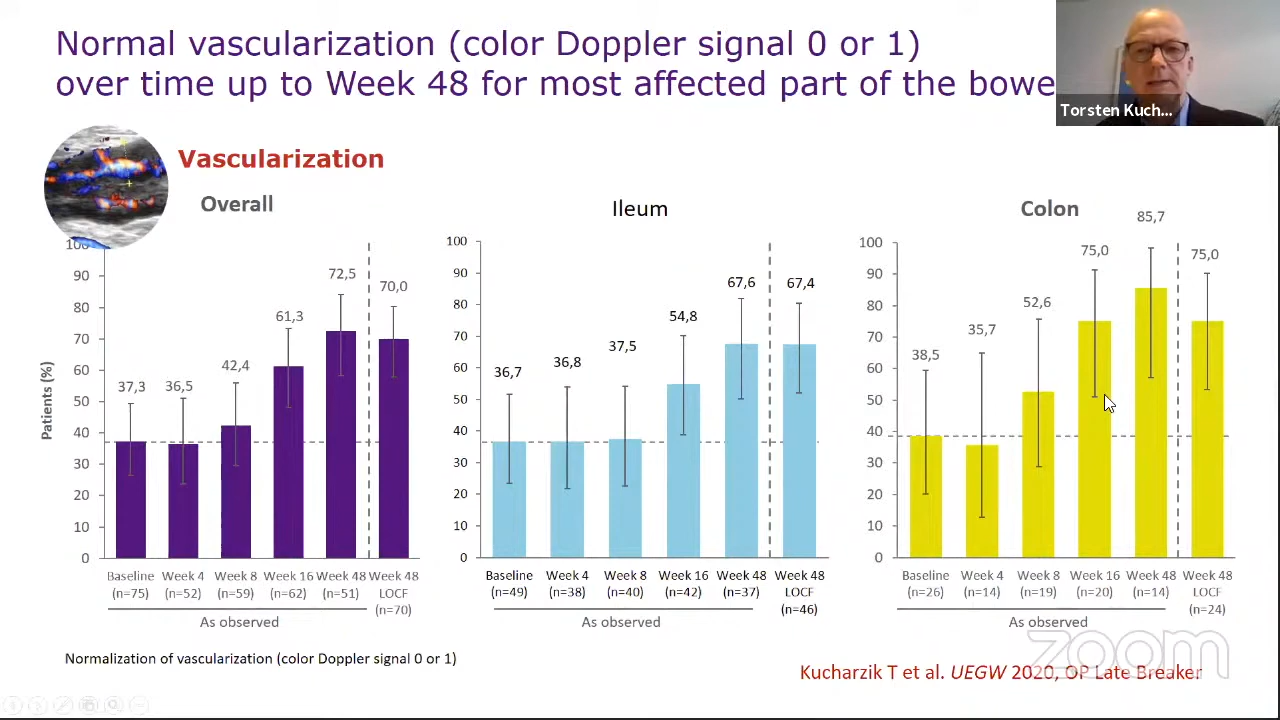 Normal vascularization (color Doppler signal 0 or 1)
over time up to Week 48 for most affected part of the bowe
Torsten Kuch...
Vascularization
Overall
Ileum
Colon
Patients (%)
100
90
80
70
60
50
40
30
20
10
0
37,3
36,5
42,4
61,3
72,5
70,0
Baseline Week 4 Week 8 Week 16 Week 48 Week 48
(n=75) (n=52) (n=59) (n=62) (n=51) LOCF
(n=70)
As observed
100
90
80
70
60
50
40
30
20
10
0
36,7
36,8
37,5
54,8
67,6
67,4
Baseline Week 4 Week 8 Week 16 Week 48 Week 48
(n=49) (n=38) (n=40) (n=42) (n=37) LOCF
(n=46)
As observed
100
90
80
70
60
50
40
30
20
10
0
38,5
35,7
52,6
75,0
85,7
75,0
Baseline Week 4 Week 8 Week 16 Week 48 Week 48
(n=26) (n=14) (n=19) (n=20) (n=14) LOCF
(n=24)
As observed
Normalization of vascularization (color Doppler signal 0 or 1)
Kucharzik T et al. UEGW 2020, OP Late Breaker
zoom